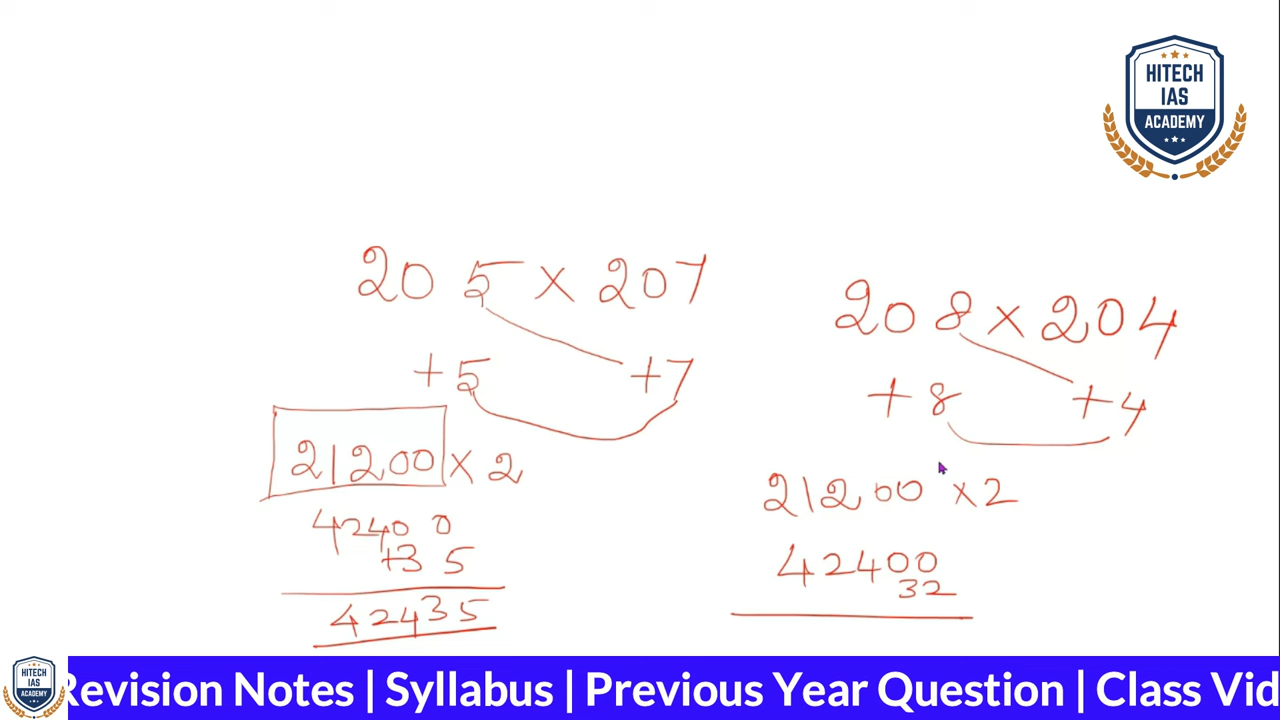 HITECH
IAS
ACADEMY
205 × 207
+5 +7
21200 × 2
42400
+35
42435
208 × 204
+8 +4
21200 × 2
42400
32
HITECH
IAS
ACADEMY
Revision Notes | Syllabus | Previous Year Question | Class Vid